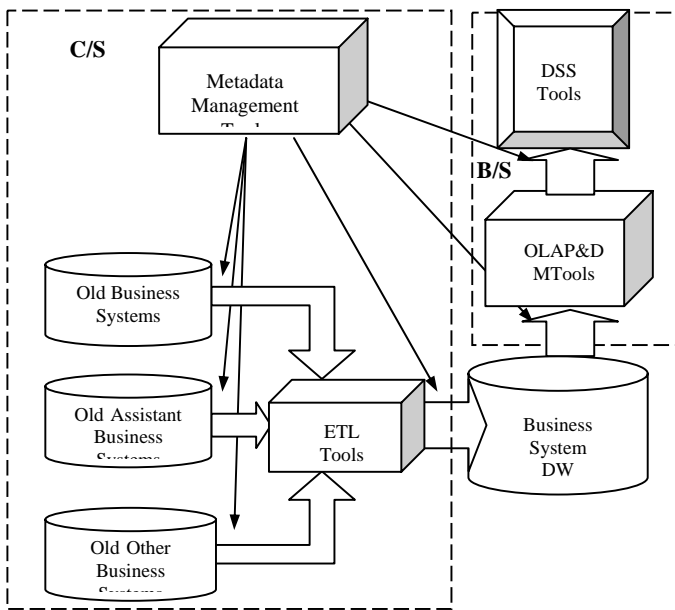 C/S
Metadata
Management
DSS
Tools
B/S
OLAP&D
MTools
Old Business
Systems
Old Assistant
Business
ETL
Tools
Business
System
DW
Old Other
Business